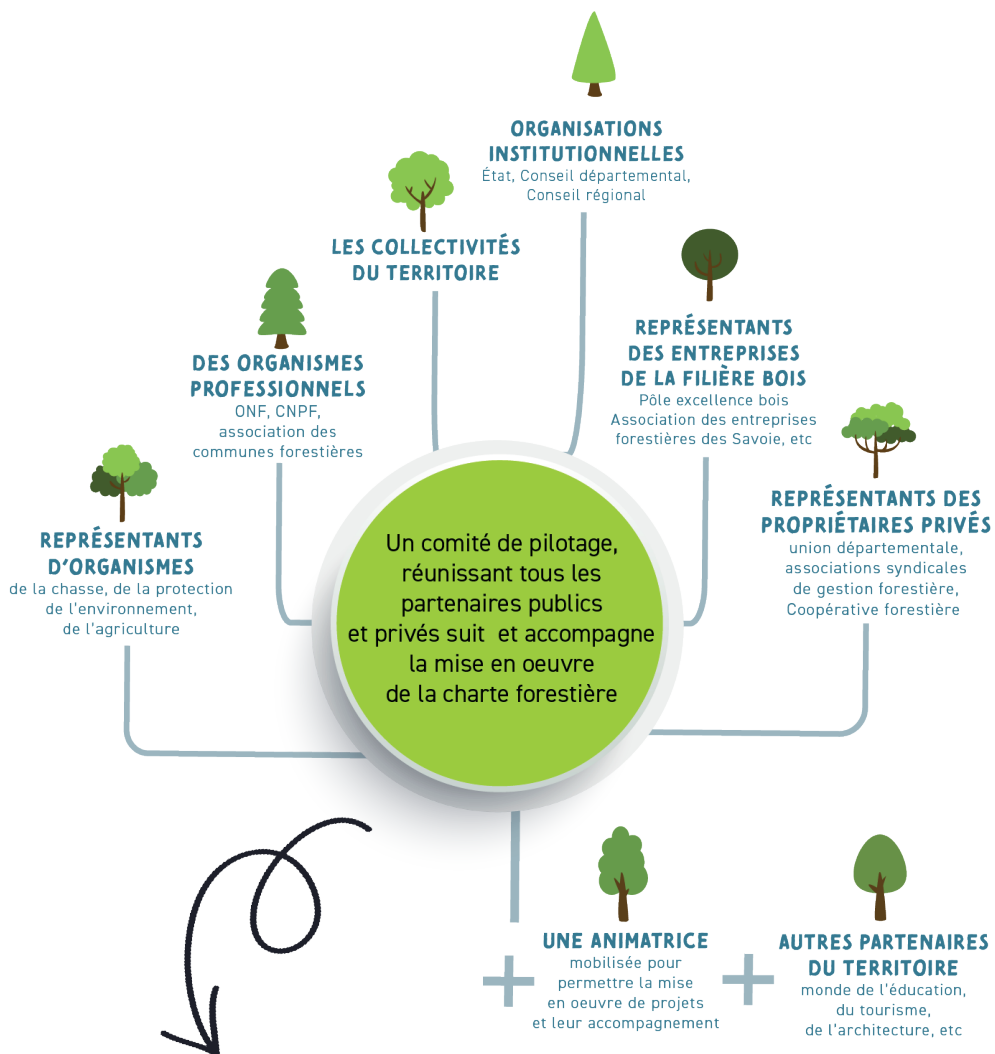 ORGANISATIONS
INSTITUTIONNELLES
État, Conseil départemental,
Conseil régional
LES COLLECTIVITÉS
DU TERRITOIRE
DES ORGANISMES
PROFESSIONNELS
ONF, CNPF,
association des
communes forestières
REPRÉSENTANTS
D'ORGANISMES
de la chasse, de la protection
de l'environnement,
de l'agriculture
REPRÉSENTANTS
DES ENTREPRISES
DE LA FILIÈRE BOIS
Pôle excellence bois
Association des entreprises
forestières des Savoie, etc
REPRÉSENTANTS DES
PROPRIÉTAIRES PRIVÉS
union départementale,
associations syndicales
de gestion forestière,
Coopérative forestière
Un comité de pilotage,
réunissant tous les
partenaires publics
et privés suit et accompagne
la mise en oeuvre
de la charte forestière
+
UNE ANIMATRICE
mobilisée pour
permettre la mise
en oeuvre de projets
et leur accompagnement
+
AUTRES PARTENAIRES
DU TERRITOIRE
monde de l'éducation,
du tourisme,
de l'architecture, etc